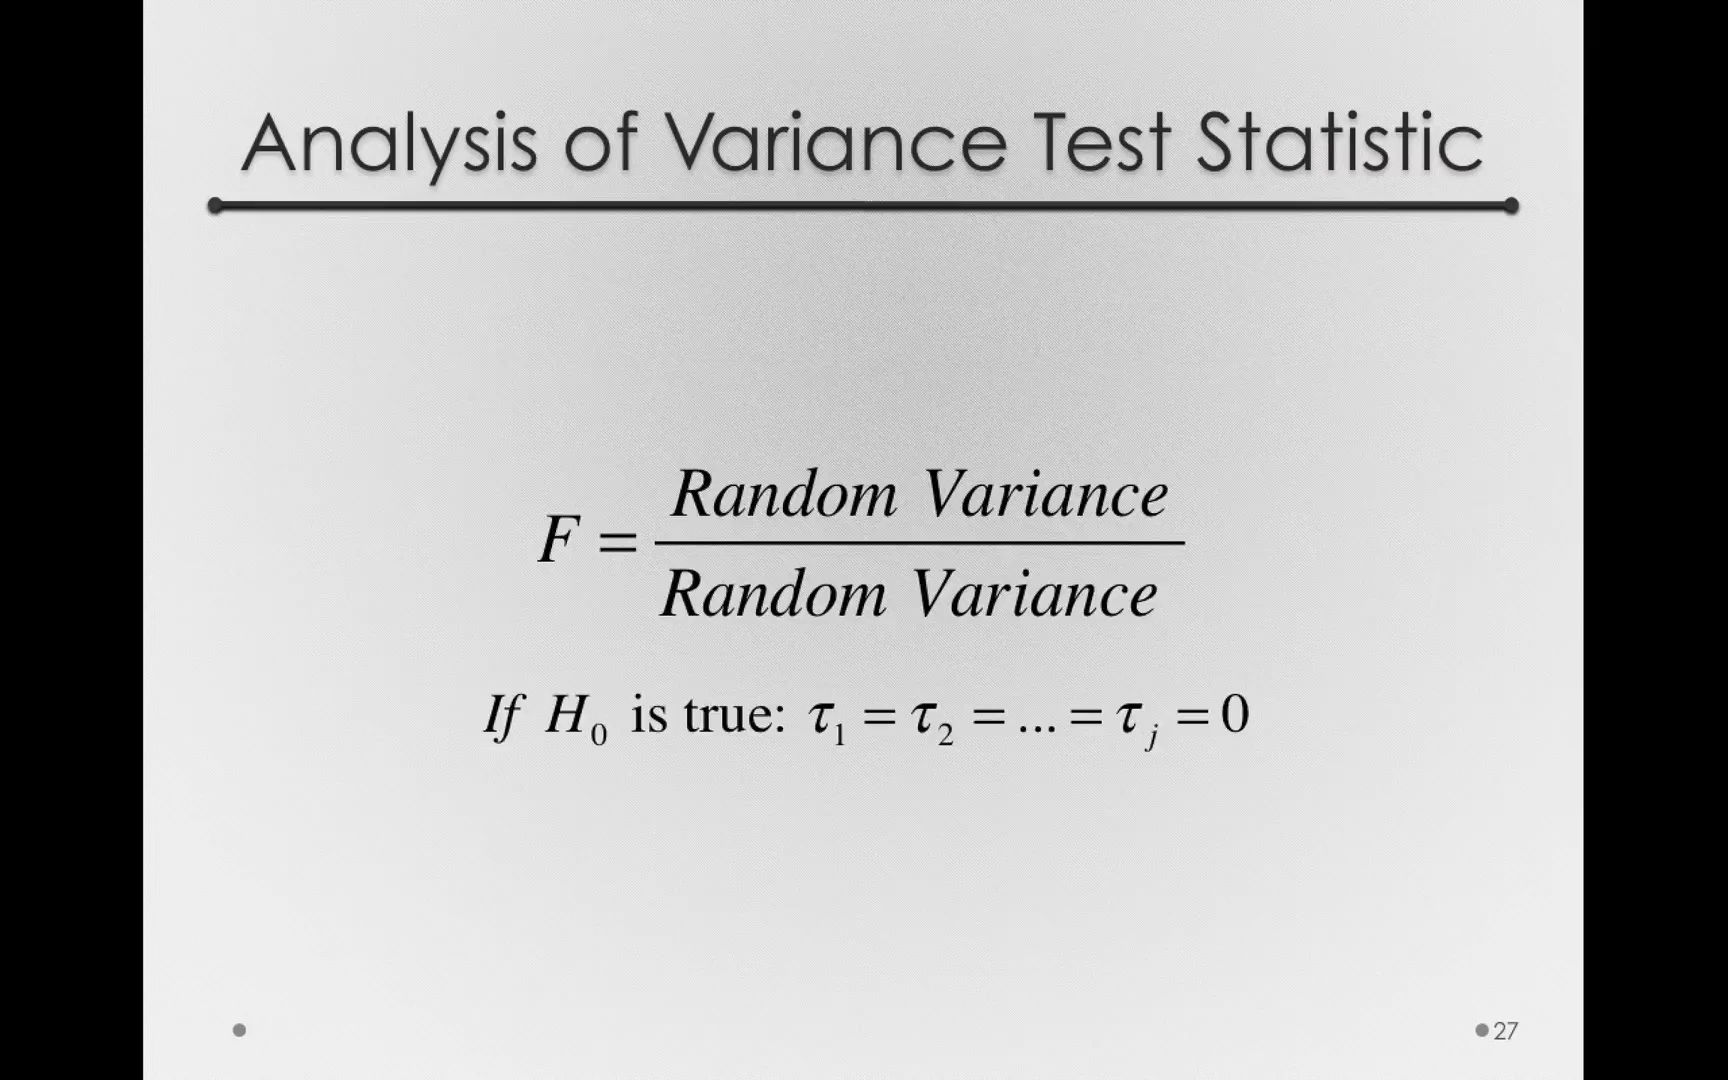 Analysis of Variance Test Statistic
F = Random Variance
Random Variance
If H₀ is true: τ₁ = τ₂ = ... = τⱼ = 0
27